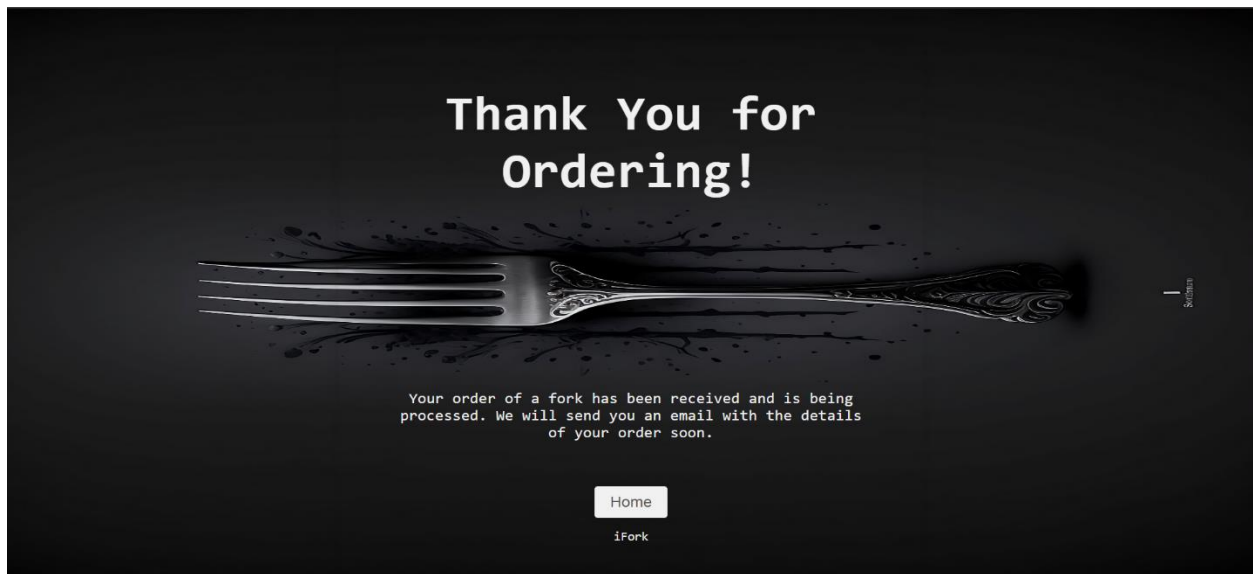 Thank You for
Ordering!
Your order of a fork has been received and is being
processed. We will send you an email with the details
of your order soon.
Home
iFork